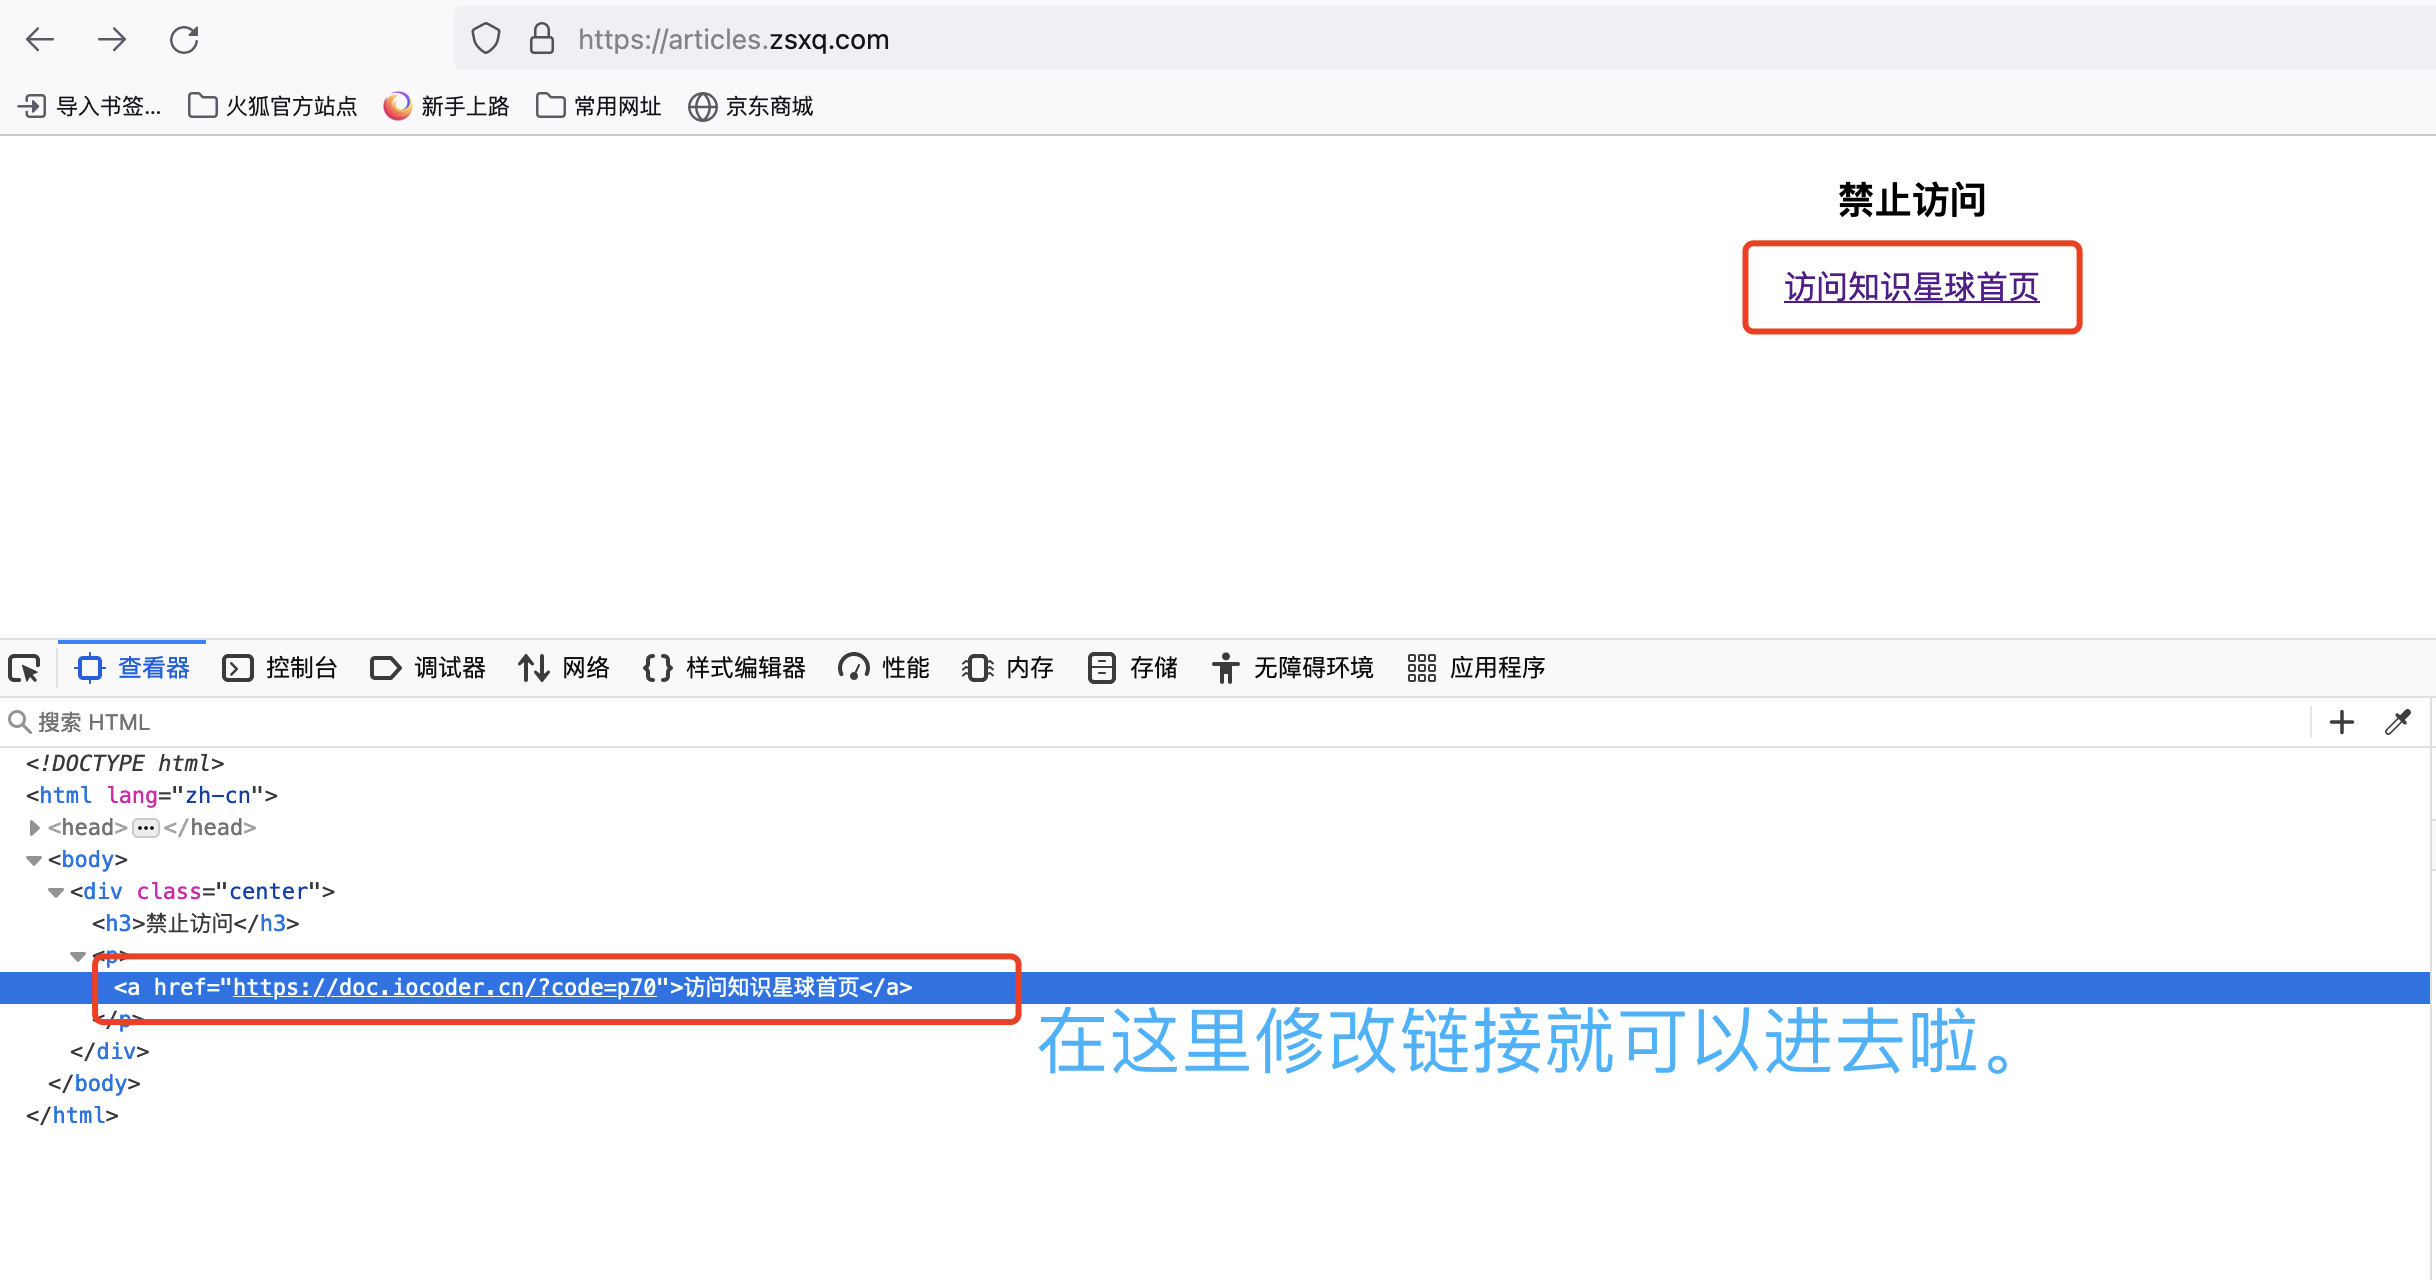 https://articles.zsxq.com
导入书签... 火狐官方站点 新手上路 常用网址 京东商城
禁止访问
访问知识星球首页
查看器 控制台 调试器 网络 {} 样式编辑器 性能 内存 存储 无障碍环境 应用程序
搜索 HTML
<!DOCTYPE html>
<html lang="zh-cn">
<head>...</head>
<body>
<div class="center">
<h3>禁止访问</h3>
<p>
<a href="https://doc.iocoder.cn/?code=p70">访问知识星球首页</a>
</p>
在这里修改链接就可以进去啦。
</div>
</body>
</html>